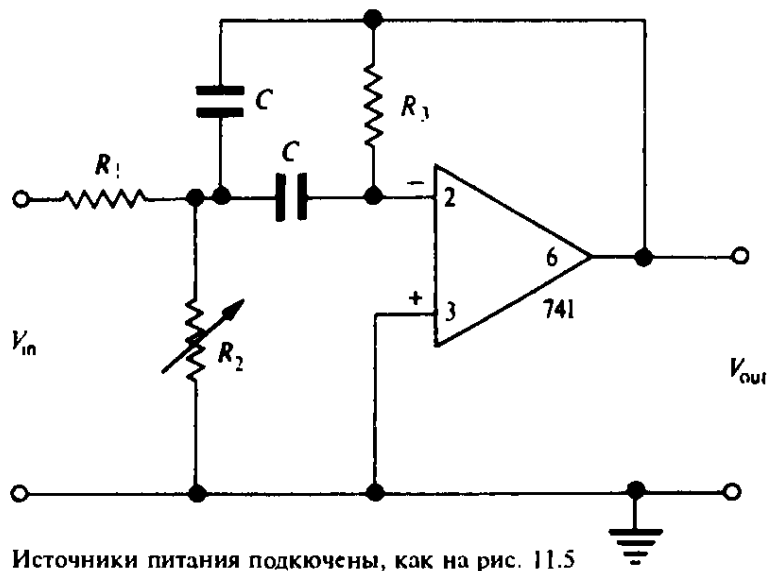 C
R3
C
R1
−
2
6
+
3
741
Vin
R2
Vout
Источники питания подкючены, как на рис. 11.5